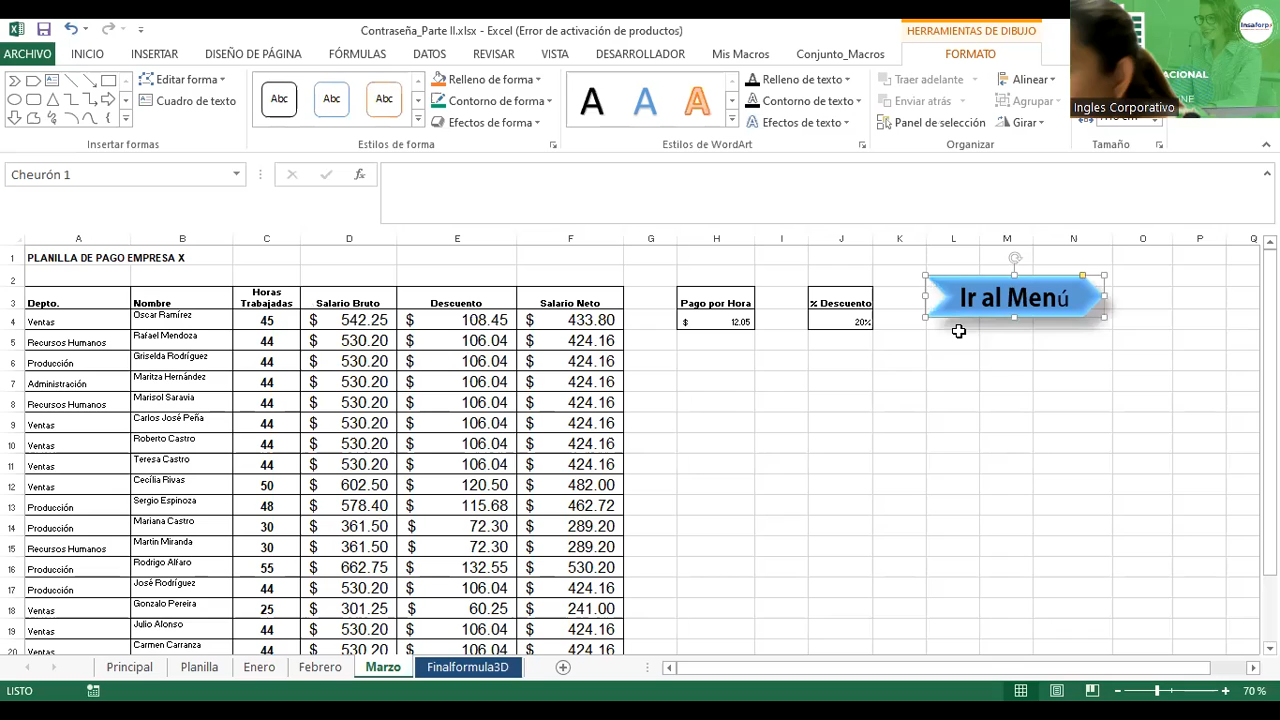 Contraseña_Parte II.xlsx - Excel (Error de activación de productos)
HERRAMIENTAS DE DIBUJO
ARCHIVO INICIO INSERTAR DISEÑO DE PÁGINA FÓRMULAS DATOS REVISAR VISTA DESARROLLADOR Mis Macros Conjunto_Macros FORMATO
Insaforp
ACIONAL
INE
Ingles Corporativo
Editar forma
Cuadro de texto
Insertar formas
Abc Abc Abc
Relleno de forma
Contorno de forma
Efectos de forma
Estilos de forma
A A A
Relleno de texto
Contorno de texto
Efectos de texto
Estilos de WordArt
Traer adelante
Enviar atrás
Panel de selección
Alinear
Agrupar
Girar
Organizar
Tamaño
Cheurón 1
fx
A B C D E F G H I J K L M N O P Q
1 PLANILLA DE PAGO EMPRESA X
2
3 Depto. Nombre Horas Trabajadas Salario Bruto Descuento Salario Neto Pago por Hora % Descuento
Ir al Menú
4 Ventas Oscar Ramírez 45 $ 542.25 $ 108.45 $ 433.80 $ 12.05 20%
5 Recursos Humanos Rafael Mendoza 44 $ 530.20 $ 106.04 $ 424.16
6 Producción Griselda Rodríguez 44 $ 530.20 $ 106.04 $ 424.16
7 Administración Maritza Hernández 44 $ 530.20 $ 106.04 $ 424.16
8 Recursos Humanos Marisol Saravia 44 $ 530.20 $ 106.04 $ 424.16
9 Ventas Carlos José Peña 44 $ 530.20 $ 106.04 $ 424.16
10 Ventas Roberto Castro 44 $ 530.20 $ 106.04 $ 424.16
11 Ventas Teresa Castro 44 $ 530.20 $ 106.04 $ 424.16
12 Ventas Cecilia Rivas 50 $ 602.50 $ 120.50 $ 482.00
13 Producción Sergio Espinoza 48 $ 578.40 $ 115.68 $ 462.72
14 Producción Mariana Castro 30 $ 361.50 $ 72.30 $ 289.20
15 Recursos Humanos Martin Miranda 30 $ 361.50 $ 72.30 $ 289.20
16 Producción Rodrigo Alfaro 55 $ 662.75 $ 132.55 $ 530.20
17 Producción José Rodríguez 44 $ 530.20 $ 106.04 $ 424.16
18 Ventas Gonzalo Pereira 25 $ 301.25 $ 60.25 $ 241.00
19 Ventas Julio Alonso 44 $ 530.20 $ 106.04 $ 424.16
20 Ventas Carmen Carranza 44 $ 530.20 $ 106.04 $ 424.16
Principal Planilla Enero Febrero Marzo Finalformula3D
LISTO
70 %